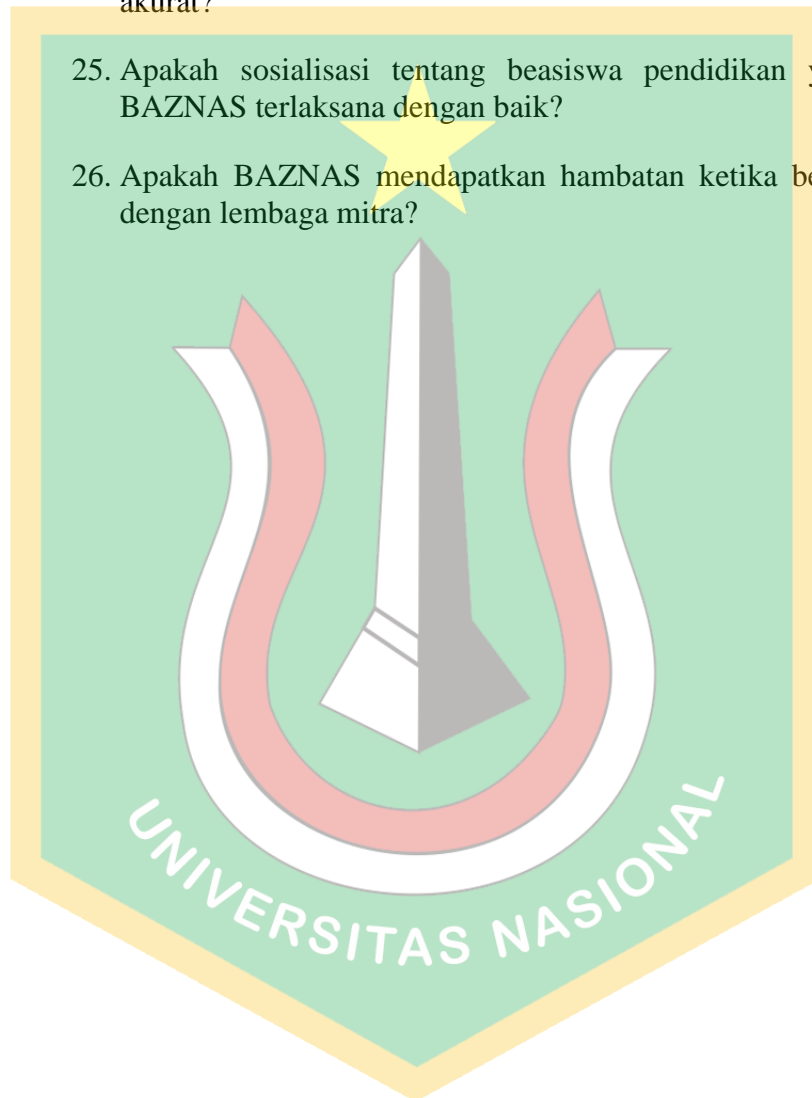 akurat?
25. Apakah sosialisasi tentang beasiswa pendidikan
BAZNAS terlaksana dengan baik?
26. Apakah BAZNAS mendapatkan hambatan ketika
dengan lembaga mitra?
UNIVERSITAS NASIONAL